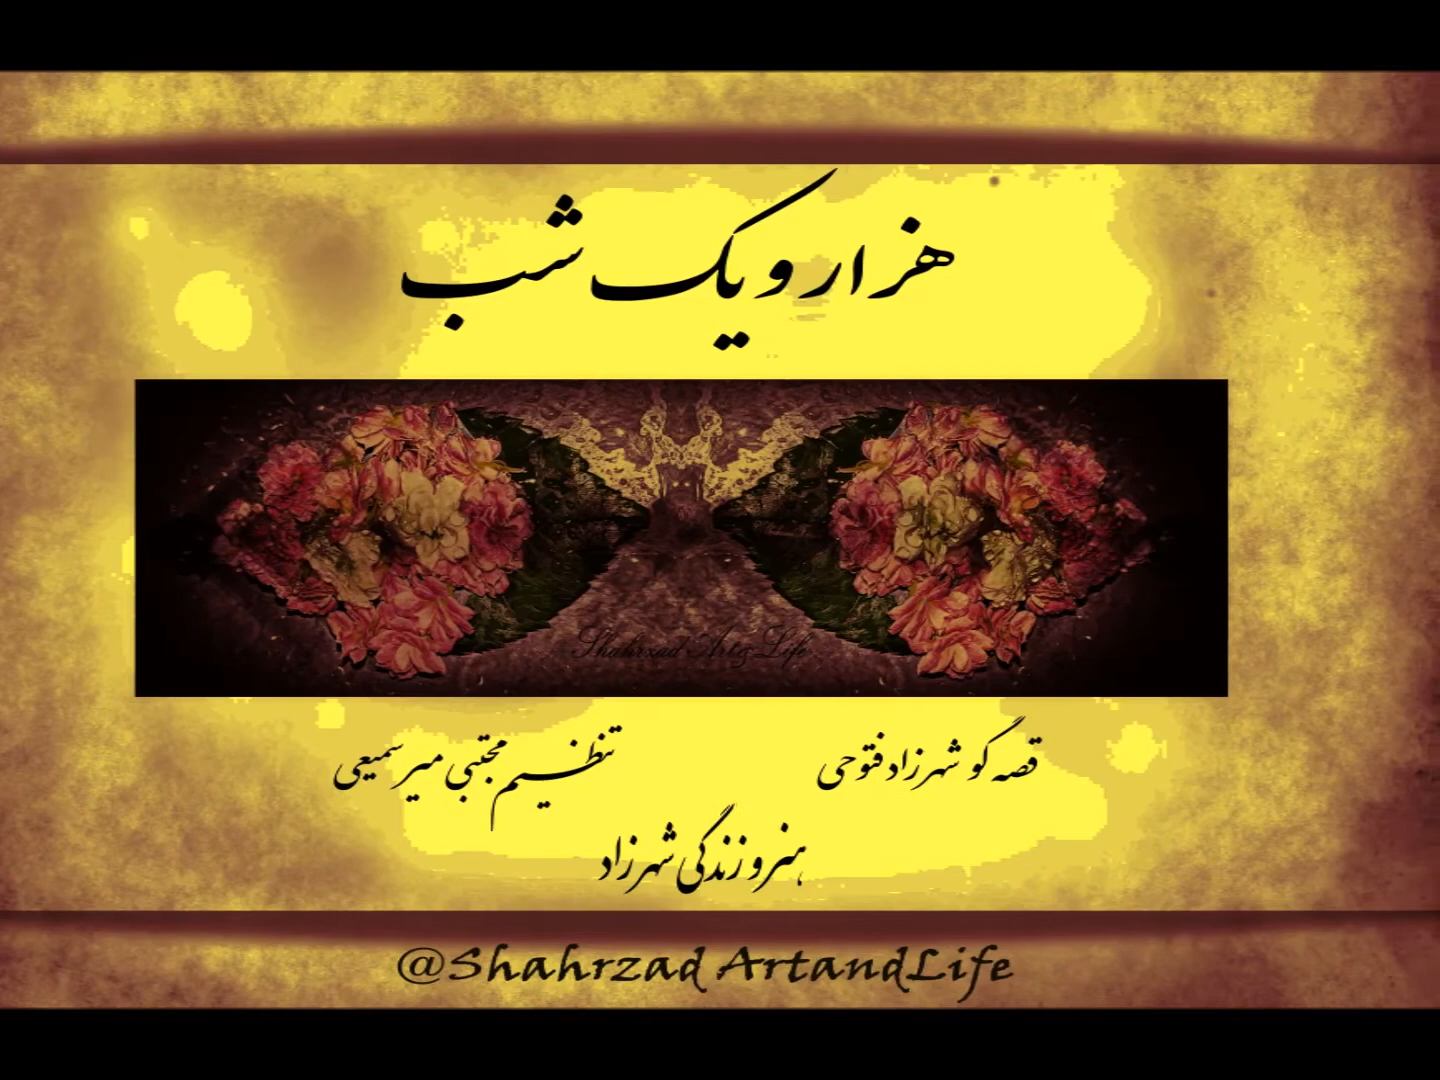 هزار و یک شب
Shahrzad Art & Life
قصه گو شهرزاد فتوحی
تنظیم مجتبی میرسمیعی
هنر و زندگی شهرزاد
@Shahrzad ArtandLife